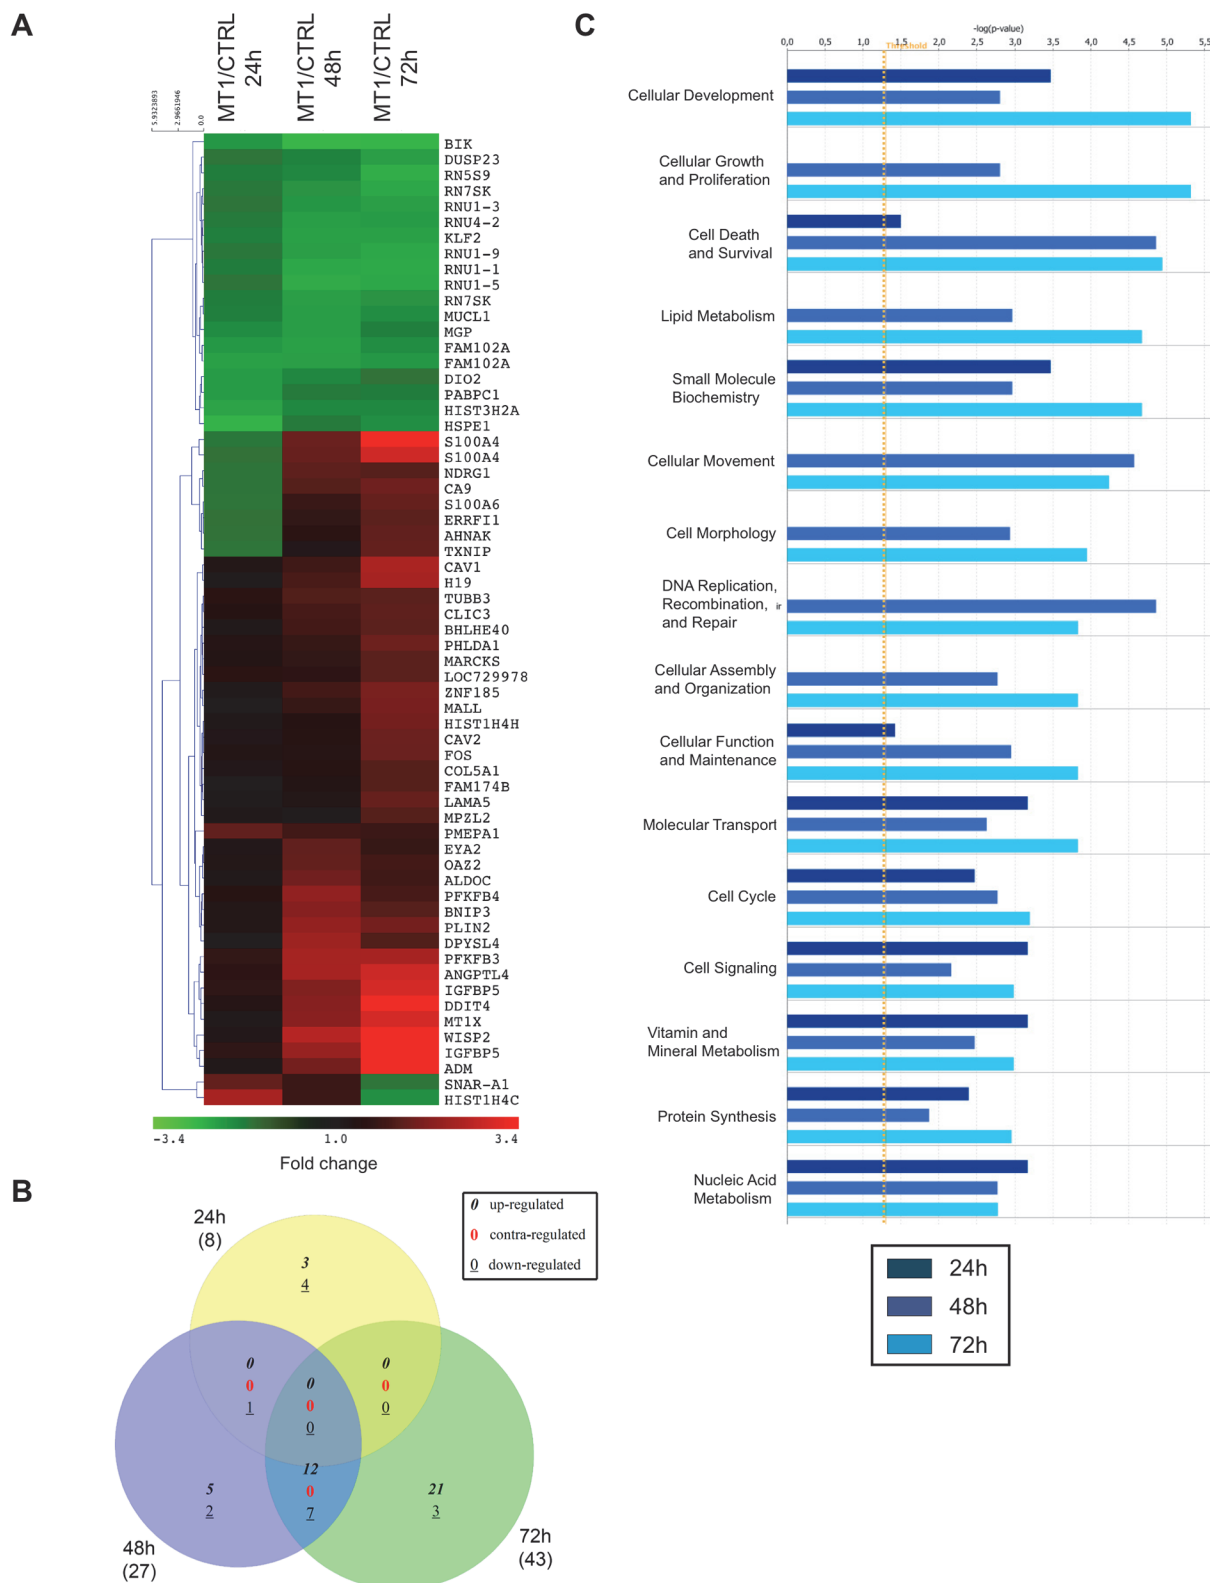 A
MT1/CTRL
24h
MT1/CTRL
48h
MT1/CTRL
72h
5.9323893
2.9661946
0.0
BIK
DUSP23
RN5S9
RN7SK
RNU1-3
RNU4-2
KLF2
RNU1-9
RNU1-1
RNU1-5
RN7SK
MUCL1
MGP
FAM102A
FAM102A
DIO2
PABPC1
HIST3H2A
HSPE1
S100A4
S100A4
NDRG1
CA9
S100A6
ERRFI1
AHNAK
TXNIP
CAV1
H19
TUBB3
CLIC3
BHLHE40
PHLDA1
MARCKS
LOC729978
ZNF185
MALL
HIST1H4H
CAV2
FOS
COL5A1
FAM174B
LAMA5
MPZL2
PMEPA1
EYA2
OAZ2
ALDOC
PFKFB4
BNIP3
PLIN2
DPYSL4
PFKFB3
ANGPTL4
IGFBP5
DDIT4
MT1X
WISP2
IGFBP5
ADM
SNAR-A1
HIST1H4C
-3.4 1.0 3.4
Fold change
B
24h
(8)
0 up-regulated
0 contra-regulated
0 down-regulated
3
4
0
0
1
0
0
0
0
0
0
12
0
7
5
2
21
3
48h
(27)
72h
(43)
C
-log(p-value)
0,0 0,5 1,0 1,5 2,0 2,5 3,0 3,5 4,0 4,5 5,0 5,5
Threshold
Cellular Development
Cellular Growth
and Proliferation
Cell Death
and Survival
Lipid Metabolism
Small Molecule
Biochemistry
Cellular Movement
Cell Morphology
DNA Replication,
Recombination, ir
and Repair
Cellular Assembly
and Organization
Cellular Function
and Maintenance
Molecular Transport
Cell Cycle
Cell Signaling
Vitamin and
Mineral Metabolism
Protein Synthesis
Nucleic Acid
Metabolism
24h
48h
72h